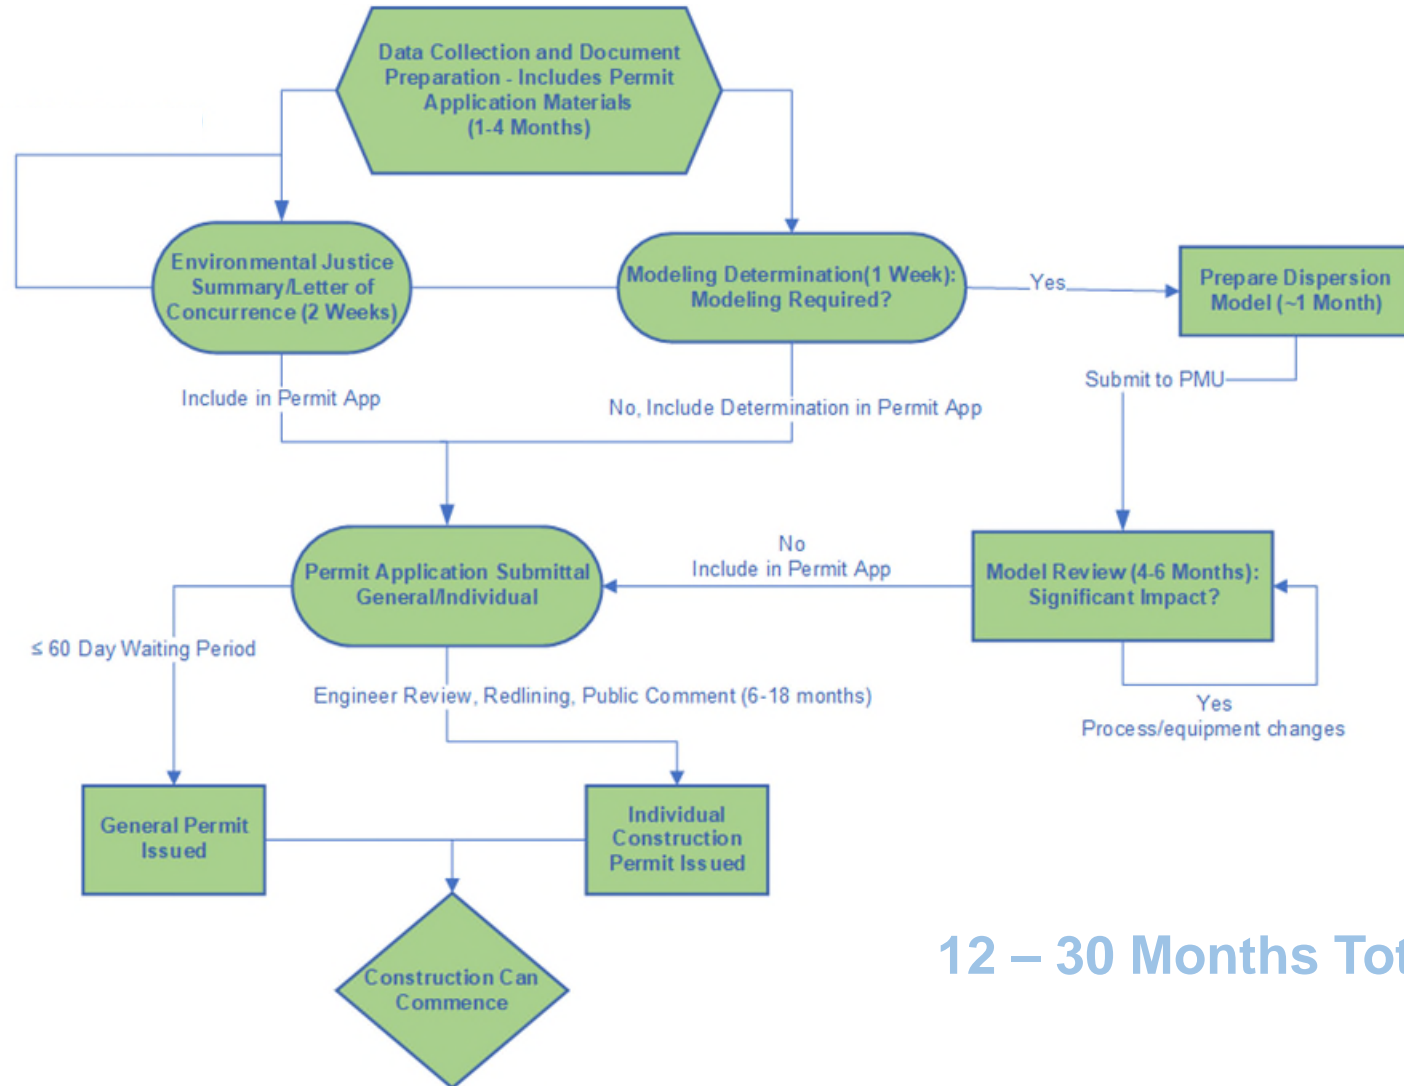 Data Collection and Document
Preparation - Includes Permit
Application Materials
(1-4 Months)
Environmental Justice
Summary/Letter of
Concurrence (2 Weeks)
Modeling Determination(1 Week):
Modeling Required?
Yes
Prepare Dispersion
Model (~1 Month)
Include in Permit App
No, Include Determination in Permit App
Submit to PMU
Permit Application Submittal
General/Individual
No
Include in Permit App
Model Review (4-6 Months):
Significant Impact?
≤ 60 Day Waiting Period
Engineer Review, Redlining, Public Comment (6-18 months)
Yes
Process/equipment changes
General Permit
Issued
Individual
Construction
Permit Issued
Construction Can
Commence
12 – 30 Months